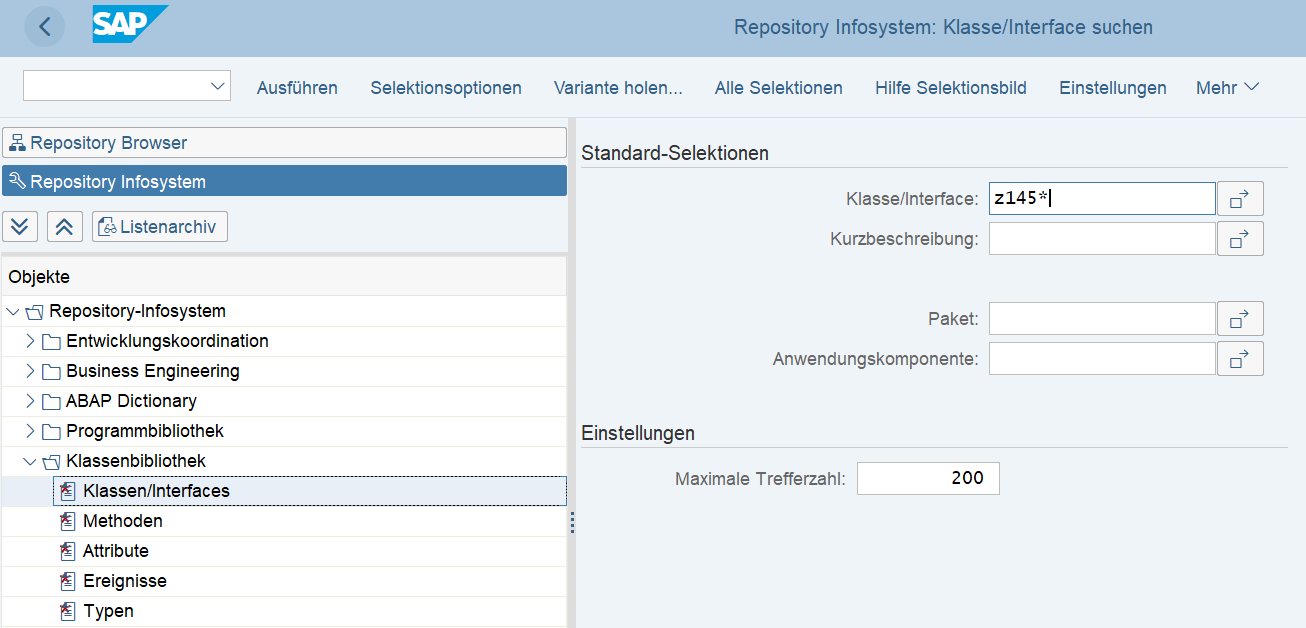 SAP
Repository Infosystem: Klasse/Interface suchen
Ausführen Selektionsoptionen Variante holen... Alle Selektionen Hilfe Selektionsbild Einstellungen Mehr
Repository Browser
Repository Infosystem
Listenarchiv
Objekte
Repository-Infosystem
Entwicklungskoordination
Business Engineering
ABAP Dictionary
Programmbibliothek
Klassenbibliothek
Klassen/Interfaces
Methoden
Attribute
Ereignisse
Typen
Standard-Selektionen
Klasse/Interface: z145*
Kurzbeschreibung:
Paket:
Anwendungskomponente:
Einstellungen
Maximale Trefferzahl: 200